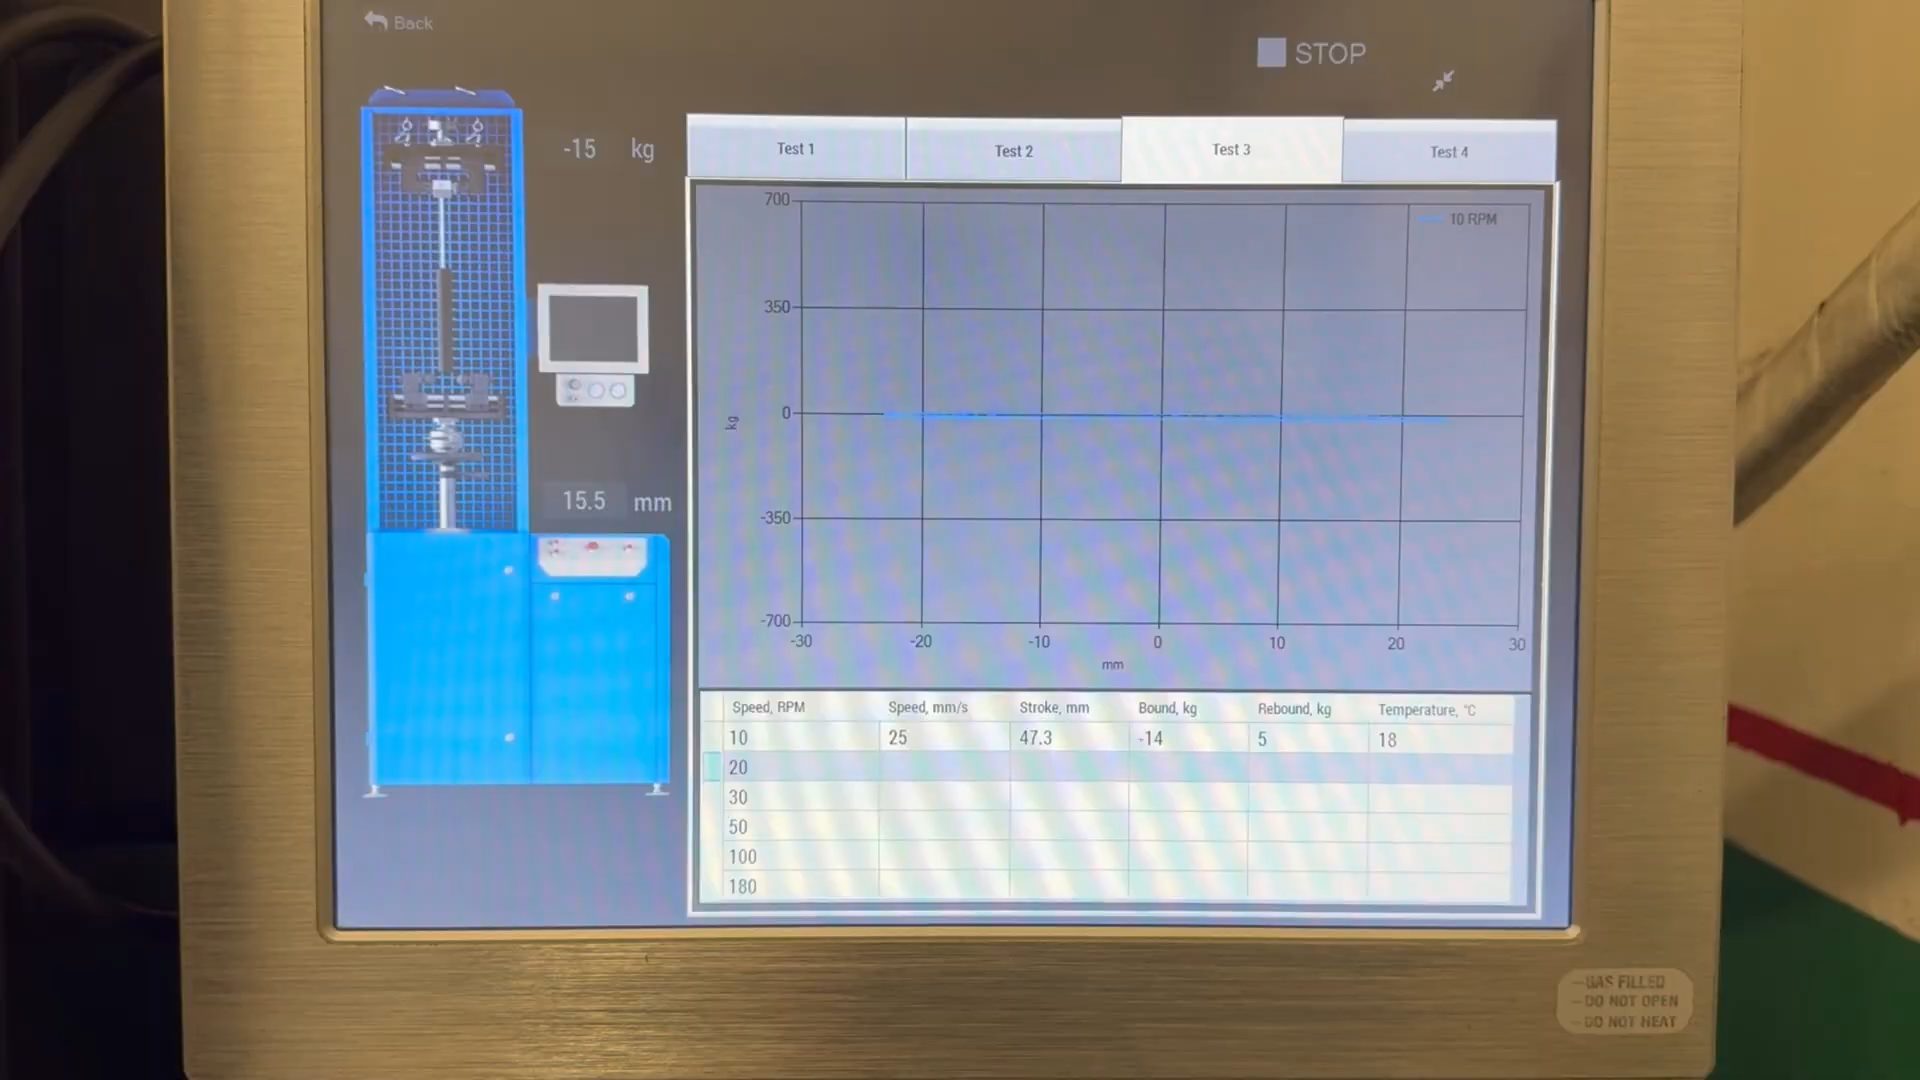 Back
STOP
-15 kg
15.5 mm
Test 1 Test 2 Test 3 Test 4
10 RPM
700
350
0
-350
-700
kg
-30 -20 -10 0 10 20 30
mm
Speed, RPM Speed, mm/s Stroke, mm Bound, kg Rebound, kg Temperature, °C
10 25 47.3 -14 5 18
20
30
50
100
180
–GAS FILLED
–DO NOT OPEN
–DO NOT HEAT